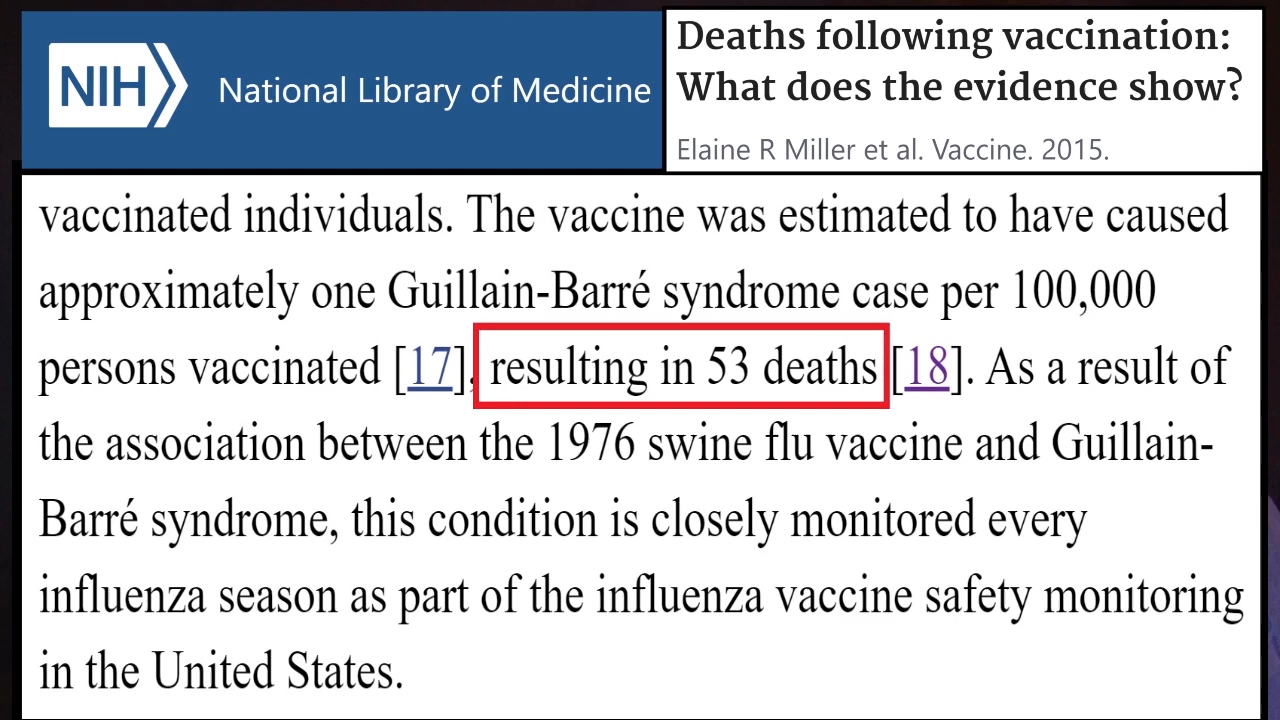 NIH National Library of Medicine
Deaths following vaccination:
What does the evidence show?
Elaine R Miller et al. Vaccine. 2015.
vaccinated individuals. The vaccine was estimated to have caused
approximately one Guillain-Barré syndrome case per 100,000
persons vaccinated [17], resulting in 53 deaths [18]. As a result of
the association between the 1976 swine flu vaccine and Guillain-
Barré syndrome, this condition is closely monitored every
influenza season as part of the influenza vaccine safety monitoring
in the United States.